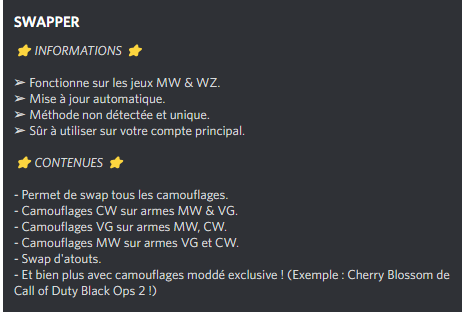 SWAPPER
⭐ INFORMATIONS ⭐
➢ Fonctionne sur les jeux MW & WZ.
➢ Mise à jour automatique.
➢ Méthode non détectée et unique.
➢ Sûr à utiliser sur votre compte principal.
⭐ CONTENUES ⭐
- Permet de swap tous les camouflages.
- Camouflages CW sur armes MW & VG.
- Camouflages VG sur armes MW, CW.
- Camouflages MW sur armes VG et CW.
- Swap d'atouts.
- Et bien plus avec camouflages moddé exclusive ! (Exemple : Cherry Blossom de
Call of Duty Black Ops 2 !)